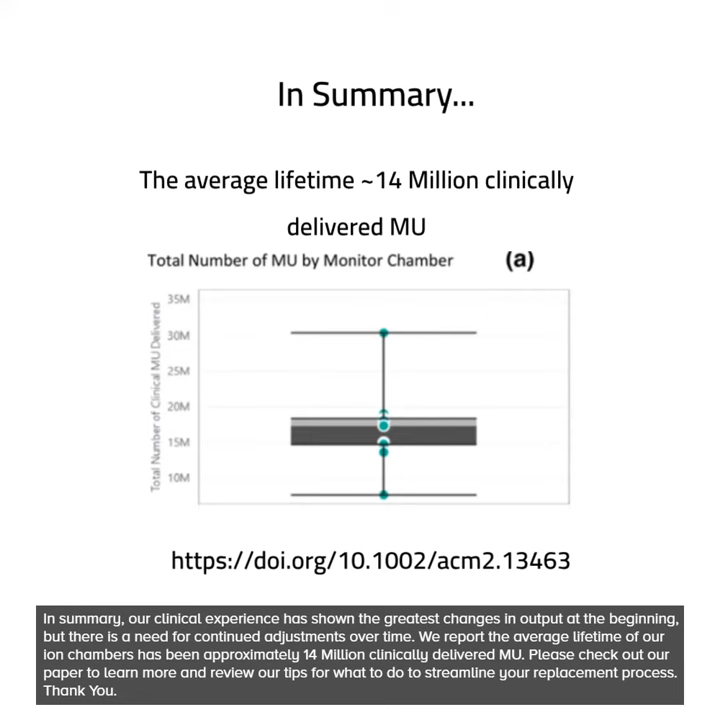 In Summary...
The average lifetime ~14 Million clinically
delivered MU
Total Number of MU by Monitor Chamber
(a)
Total Number of Clinical MU Delivered
35M
30M
25M
20M
15M
10M
https://doi.org/10.1002/acm2.13463
In summary, our clinical experience has shown the greatest changes in output at the beginning,
but there is a need for continued adjustments over time. We report the average lifetime of our
ion chambers has been approximately 14 Million clinically delivered MU. Please check out our
paper to learn more and review our tips for what to do to streamline your replacement process.
Thank You.